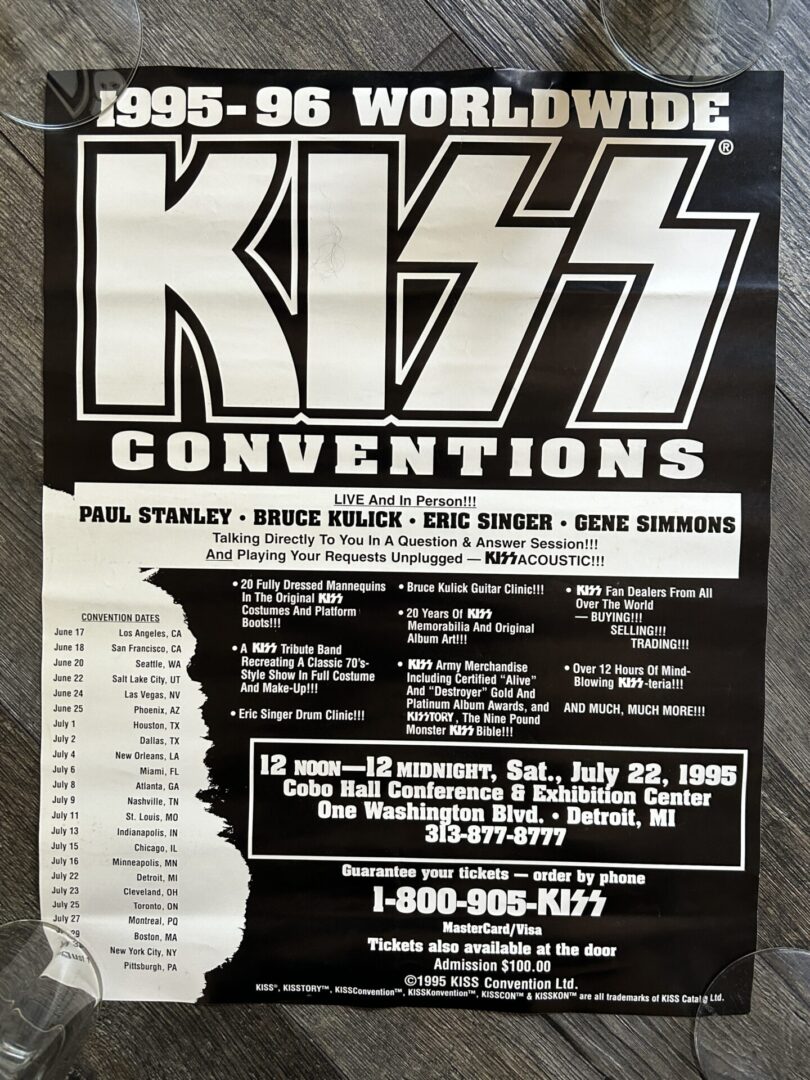 1995-96 WORLDWIDE
KISS®
CONVENTIONS
LIVE And In Person!!!
PAUL STANLEY • BRUCE KULICK • ERIC SINGER • GENE SIMMONS
Talking Directly To You In A Question & Answer Session!!!
And Playing Your Requests Unplugged — KISSACOUSTIC!!!
CONVENTION DATES
June 17 Los Angeles, CA
June 18 San Francisco, CA
June 20 Seattle, WA
June 22 Salt Lake City, UT
June 24 Las Vegas, NV
June 25 Phoenix, AZ
July 1 Houston, TX
July 2 Dallas, TX
July 4 New Orleans, LA
July 6 Miami, FL
July 8 Atlanta, GA
July 9 Nashville, TN
July 11 St. Louis, MO
July 13 Indianapolis, IN
July 15 Chicago, IL
July 16 Minneapolis, MN
July 22 Detroit, MI
July 23 Cleveland, OH
July 25 Toronto, ON
July 27 Montreal, PQ
Boston, MA
New York City, NY
Pittsburgh, PA
• 20 Fully Dressed Mannequins
In The Original KISS
Costumes And Platform
Boots!!!
• A KISS Tribute Band
Recreating A Classic 70's-
Style Show In Full Costume
And Make-Up!!!
• Eric Singer Drum Clinic!!!
• Bruce Kulick Guitar Clinic!!!
• 20 Years Of KISS
Memorabilia And Original
Album Art!!!
• KISS Army Merchandise
Including Certified "Alive"
And "Destroyer" Gold And
Platinum Album Awards, and
KISSTORY, The Nine Pound
Monster KISS Bible!!!
• KISS Fan Dealers From All
Over The World
— BUYING!!!
SELLING!!!
TRADING!!!
• Over 12 Hours Of Mind-
Blowing KISS-teria!!!
AND MUCH, MUCH MORE!!!
12 NOON—12 MIDNIGHT, Sat., July 22, 1995
Cobo Hall Conference & Exhibition Center
One Washington Blvd. • Detroit, MI
313-877-8777
Guarantee your tickets — order by phone
1-800-905-KISS
MasterCard/Visa
Tickets also available at the door
Admission $100.00
©1995 KISS Convention Ltd.
KISS®, KISSTORY™, KISSConvention™, KISSKonvention™, KISSCON™ & KISSKON™ are all trademarks of KISS Catalog Ltd.